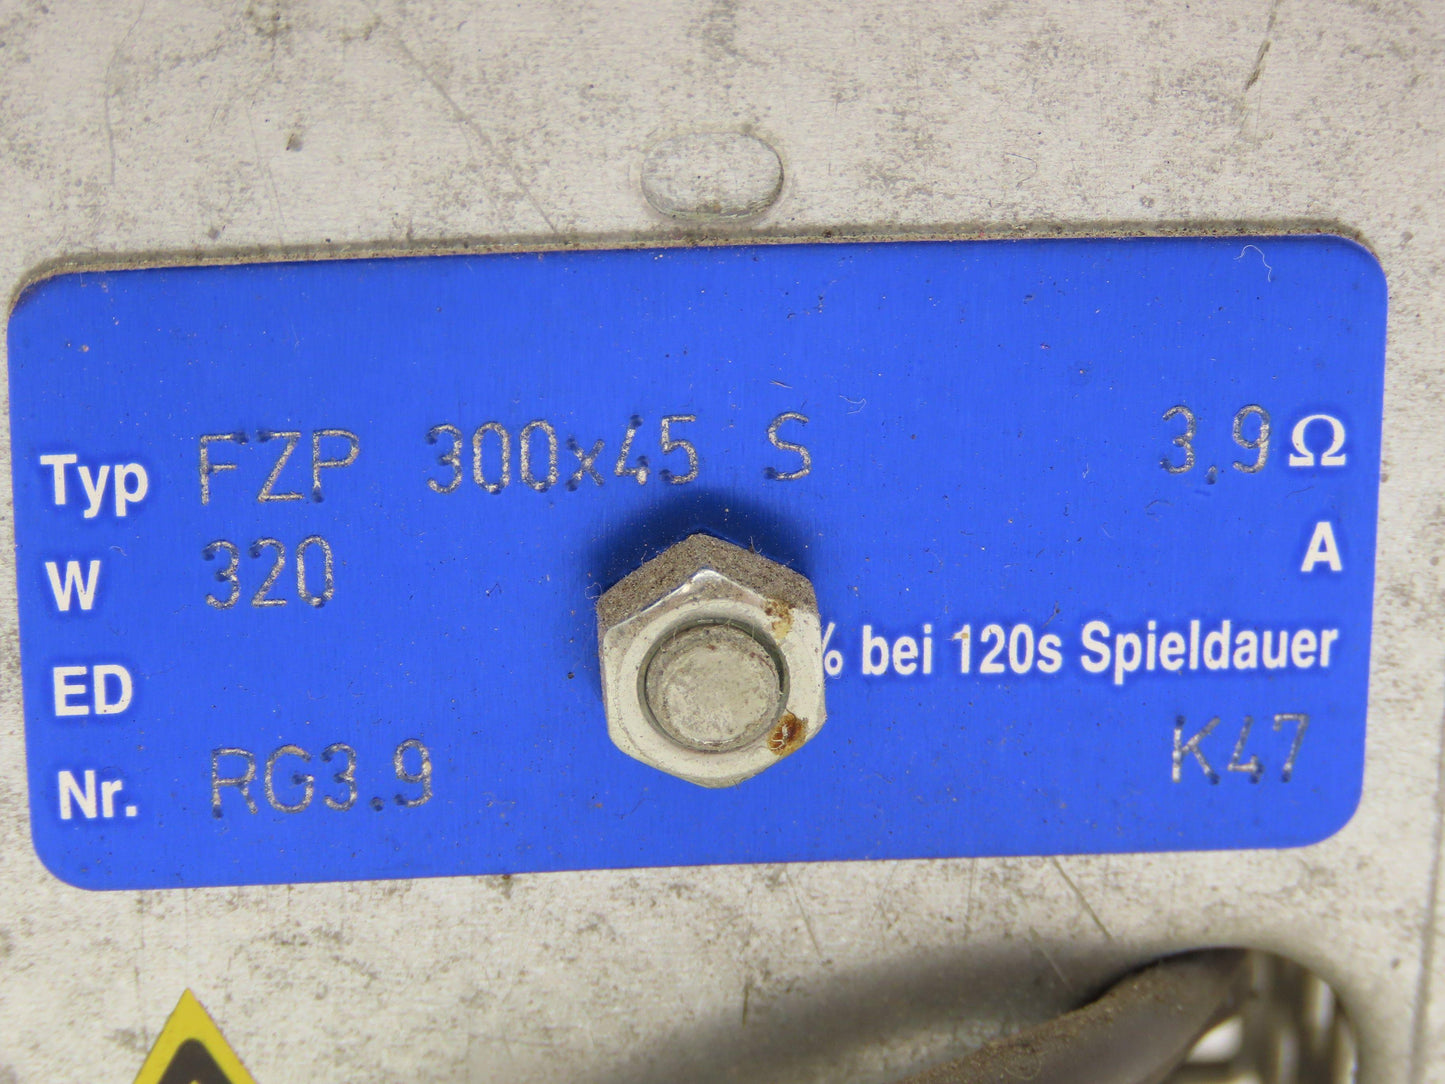 Typ FZP 300x45 S 3,9 Ω
W 320 A
ED % bei 120s Spieldauer
Nr. RG3.9 K47